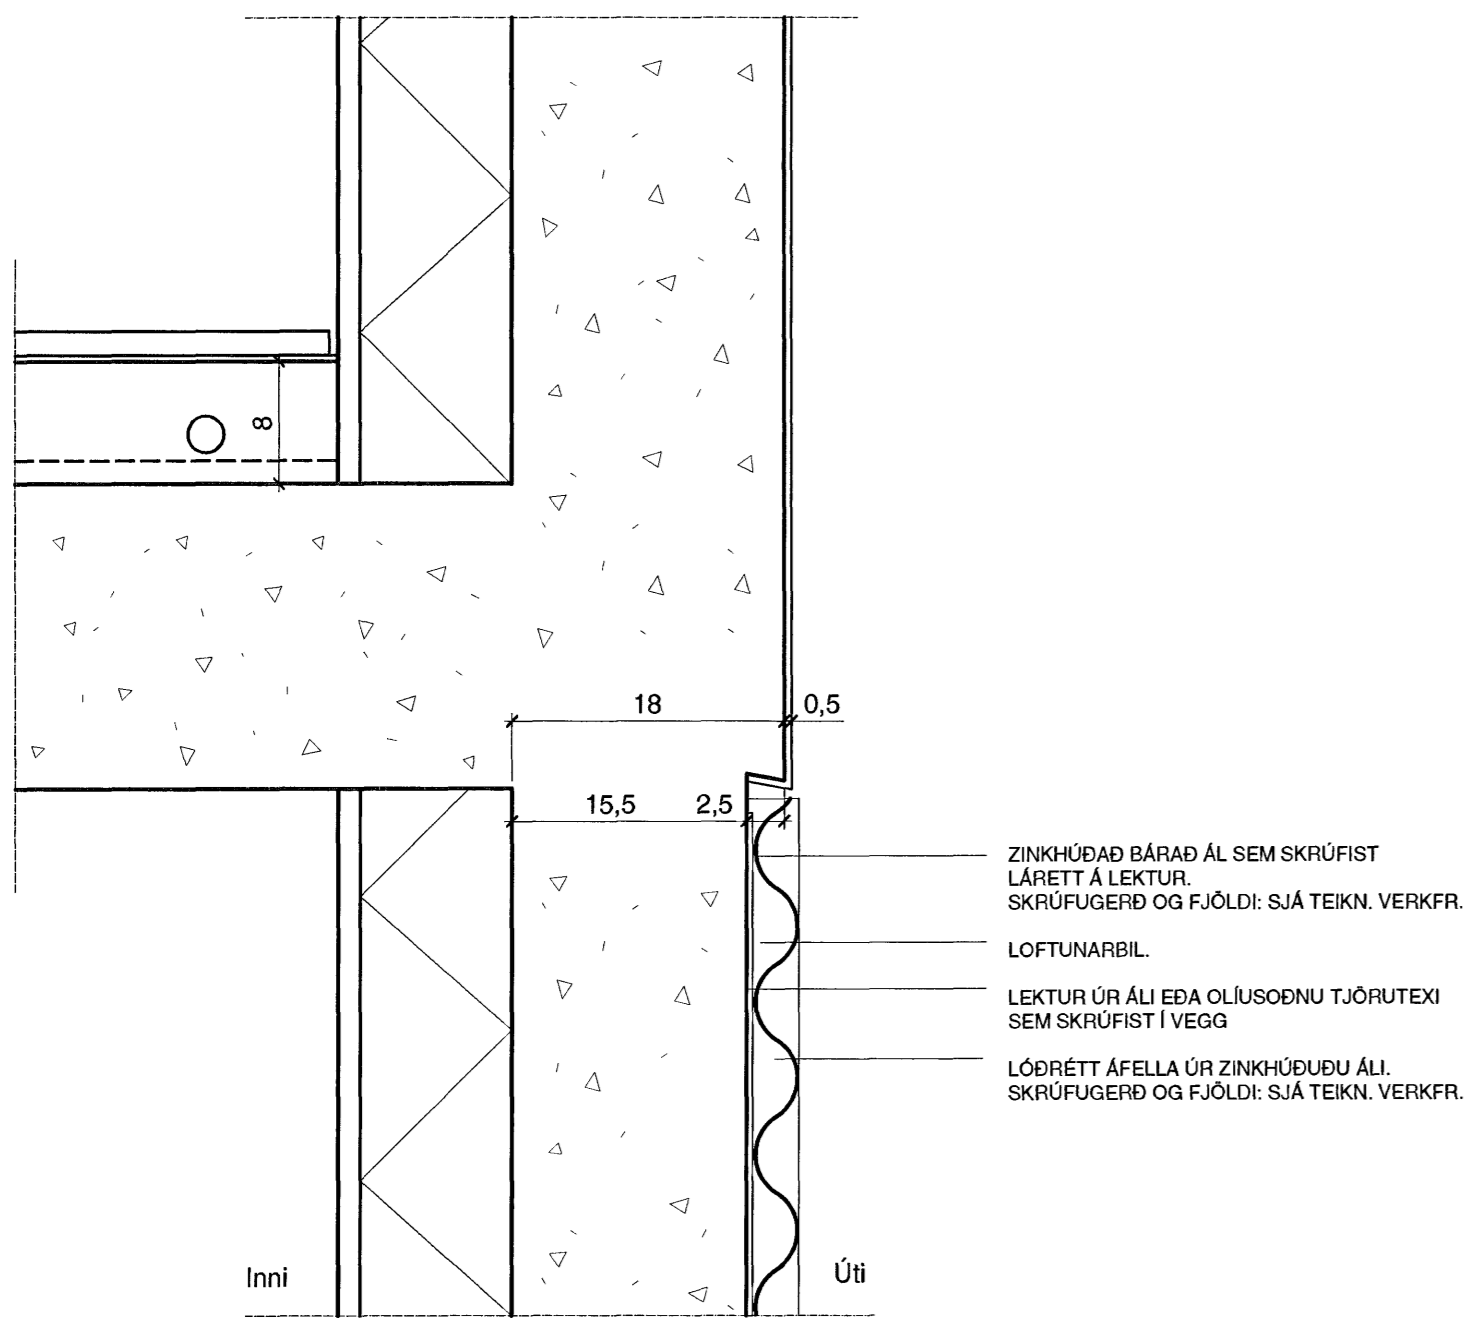 8
18 0,5
15,5 2,5
ZINKHÚÐAÐ BÁRAÐ ÁL SEM SKRÚFIST
LÁRETT Á LEKTUR.
SKRÚFUGERÐ OG FJÖLDI: SJÁ TEIKN. VERKFR.
LOFTUNARBIL.
LEKTUR ÚR ÁLI EÐA OLÍUSOÐNU TJÖRUTEXI
SEM SKRÚFIST Í VEGG
LÓÐRÉTT ÁFELLA ÚR ZINKHÚÐUÐU ÁLI.
SKRÚFUGERÐ OG FJÖLDI: SJÁ TEIKN. VERKFR.
Inni Úti